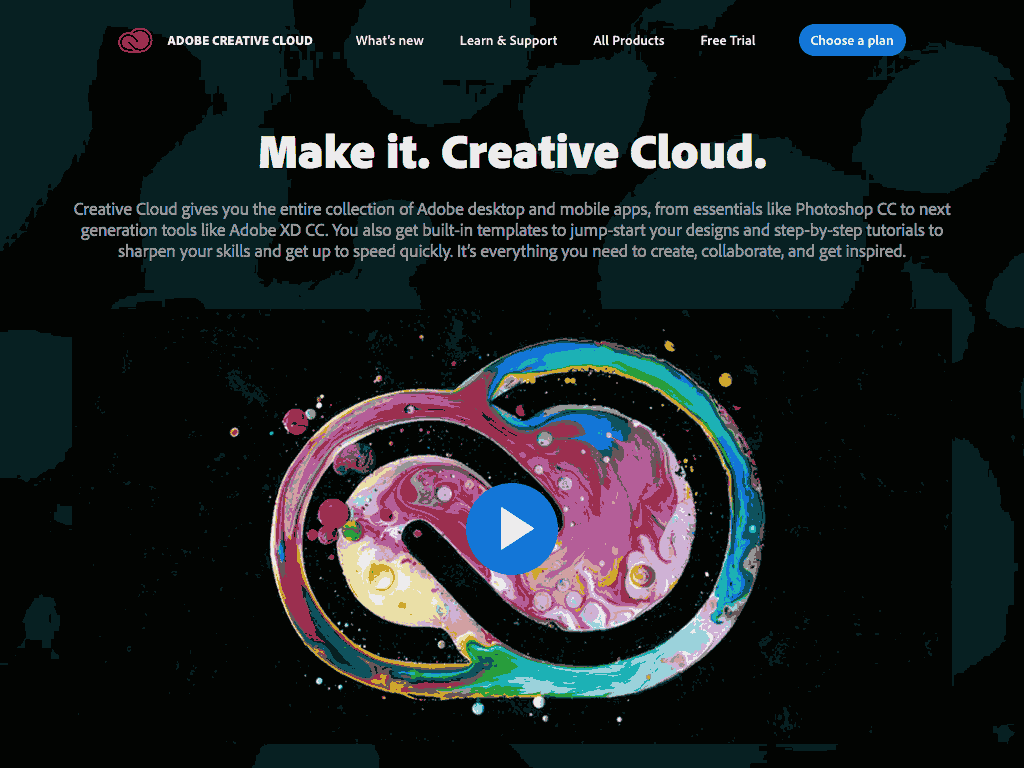 ADOBE CREATIVE CLOUD What's new Learn & Support All Products Free Trial Choose a plan
Make it. Creative Cloud.
Creative Cloud gives you the entire collection of Adobe desktop and mobile apps, from essentials like Photoshop CC to next
generation tools like Adobe XD CC. You also get built-in templates to jump-start your designs and step-by-step tutorials to
sharpen your skills and get up to speed quickly. It's everything you need to create, collaborate, and get inspired.